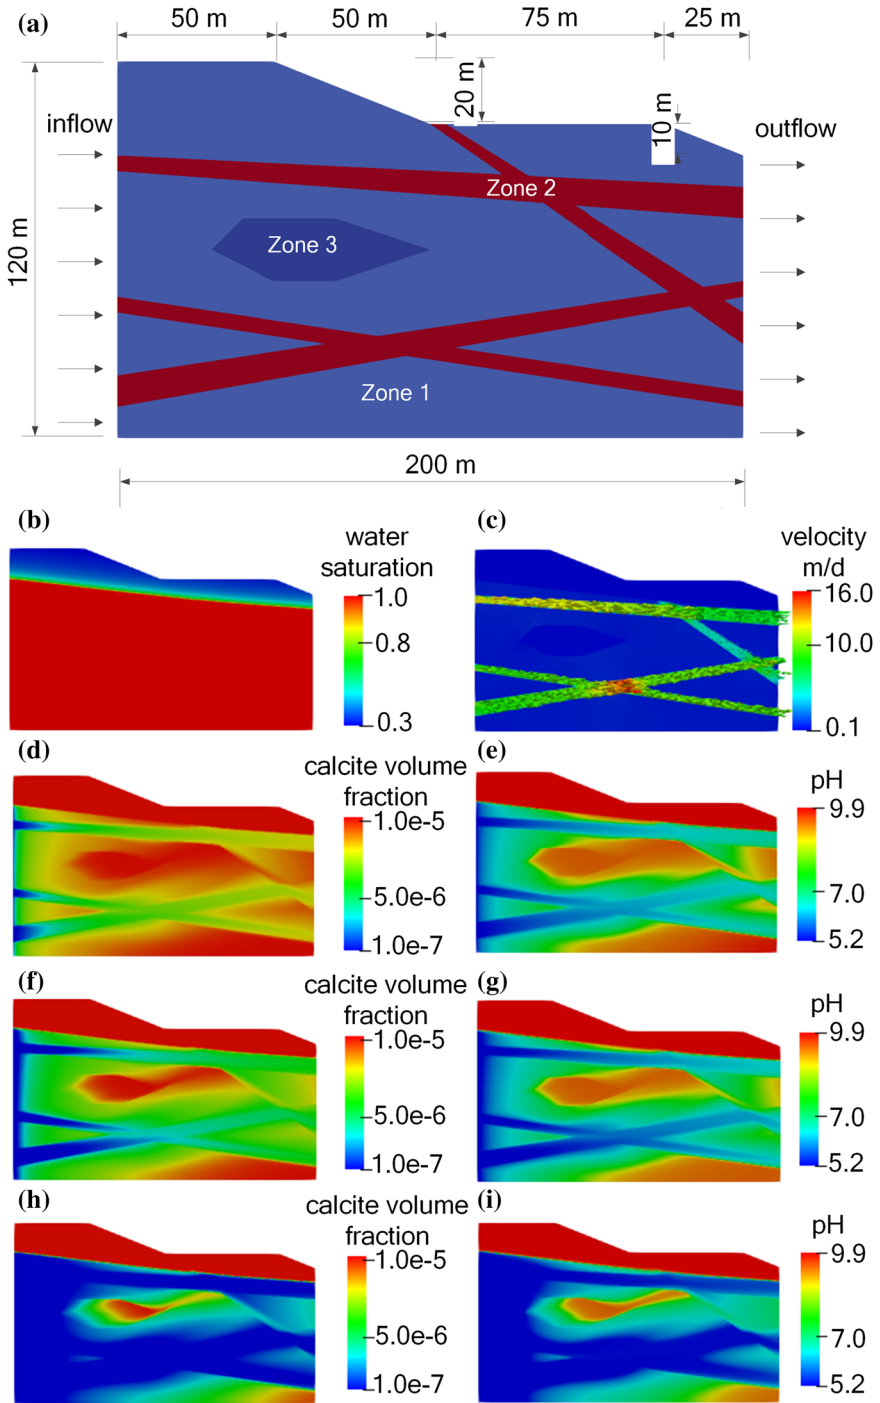 (a)
50 m
50 m
75 m
25 m
20 m
10 m
inflow
outflow
120 m
Zone 2
Zone 3
Zone 1
200 m
(b)
water
saturation
1.0
0.8
0.3
(c)
velocity
m/d
16.0
10.0
0.1
(d)
calcite volume
fraction
1.0e-5
5.0e-6
1.0e-7
(e)
pH
9.9
7.0
5.2
(f)
calcite volume
fraction
1.0e-5
5.0e-6
1.0e-7
(g)
pH
9.9
7.0
5.2
(h)
calcite volume
fraction
1.0e-5
5.0e-6
1.0e-7
(i)
pH
9.9
7.0
5.2